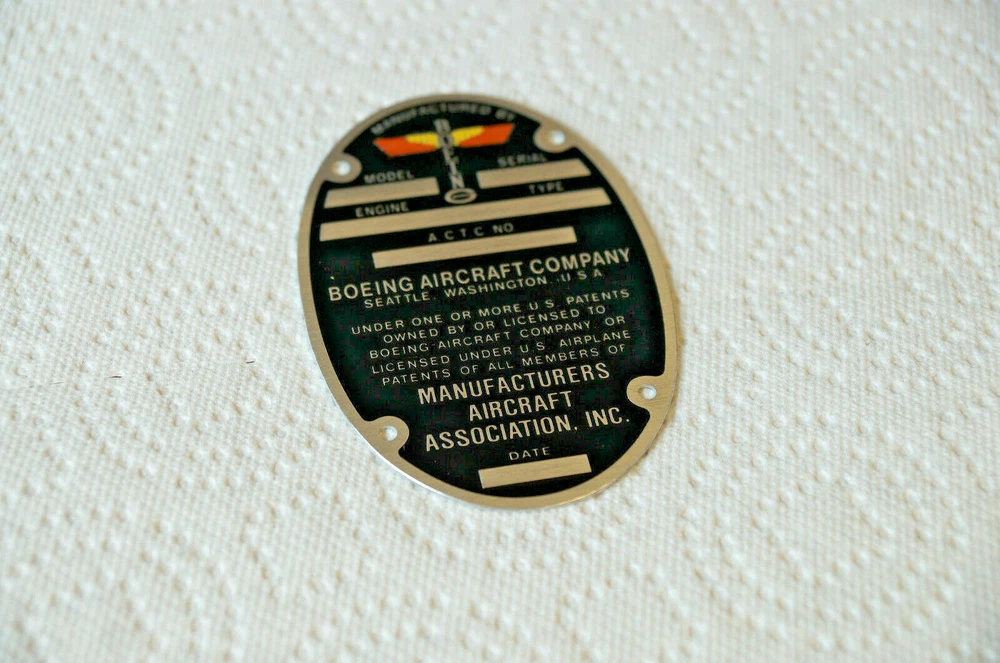 MANUFACTURED BY
BOEING
MODEL SERIAL
ENGINE TYPE
A.C.T.C. NO
BOEING AIRCRAFT COMPANY
SEATTLE, WASHINGTON, U.S.A.
UNDER ONE OR MORE U.S. PATENTS
OWNED BY OR LICENSED TO
BOEING AIRCRAFT COMPANY OR
LICENSED UNDER U.S. AIRPLANE
PATENTS OF ALL MEMBERS OF
MANUFACTURERS
AIRCRAFT
ASSOCIATION, INC.
DATE